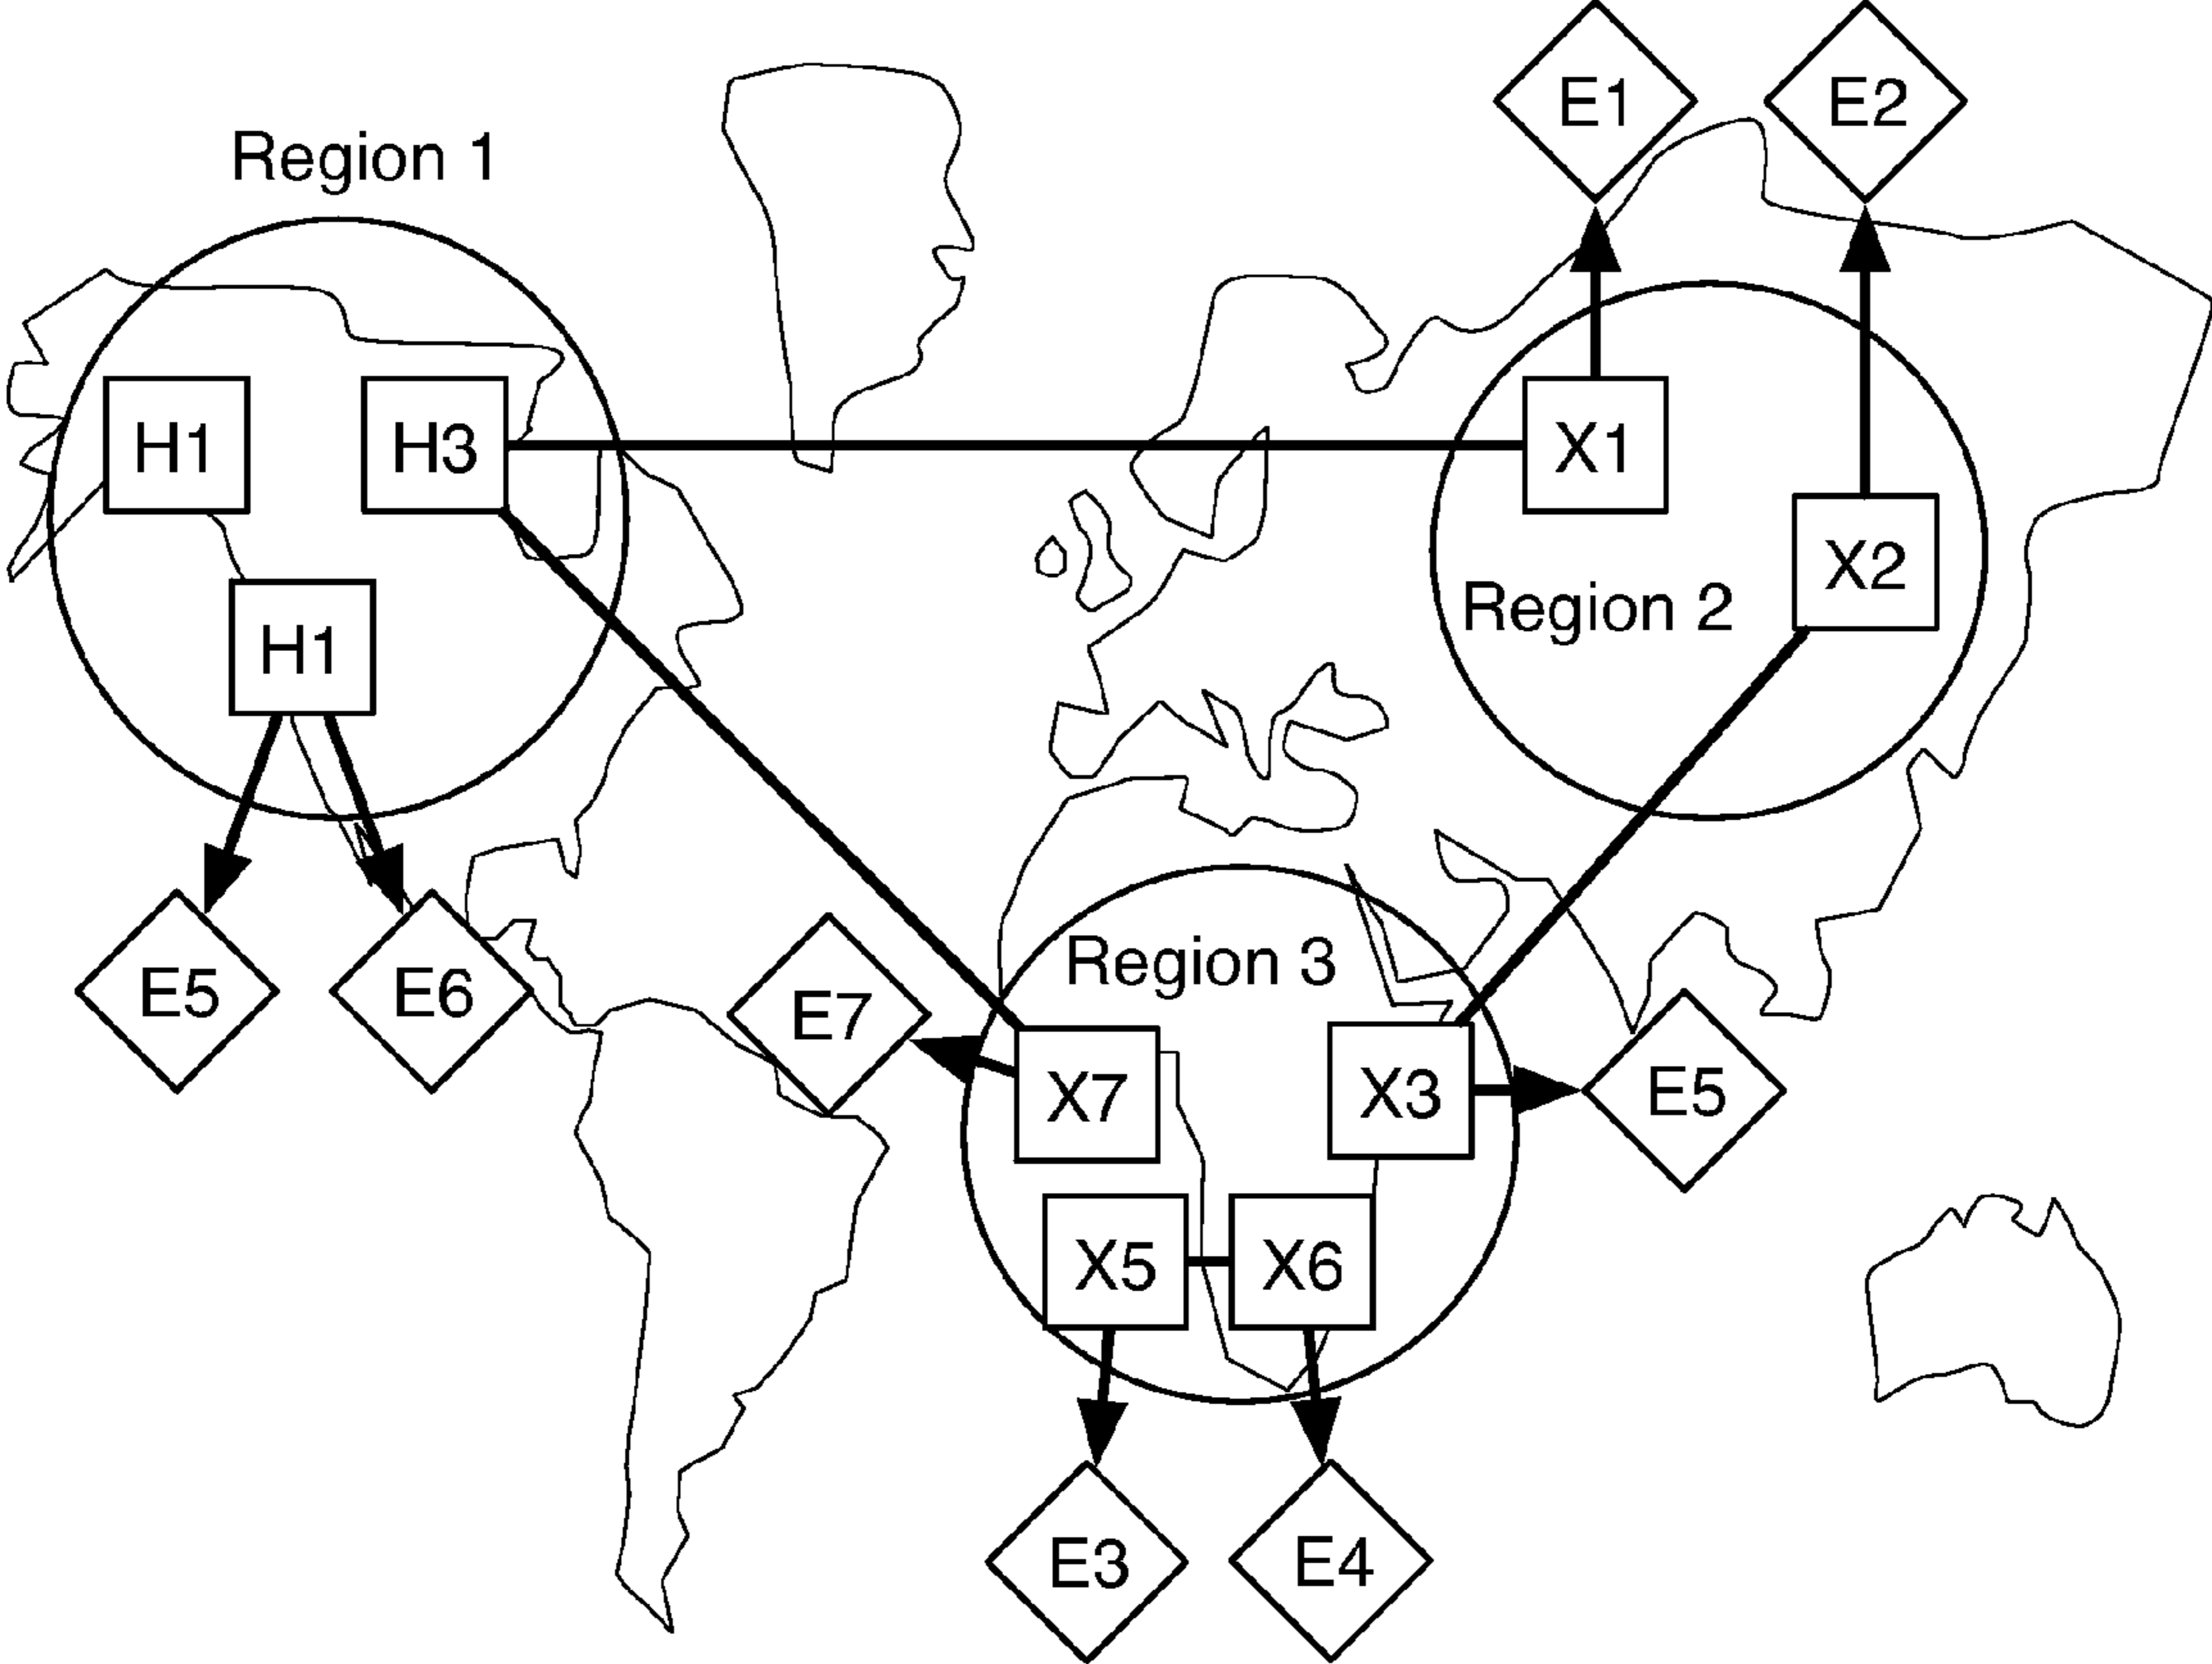 E1
E2
Region 1
H1
H3
X1
X2
Region 2
H1
Region 3
E5
E6
E7
X7
X3
E5
X5
X6
E3
E4